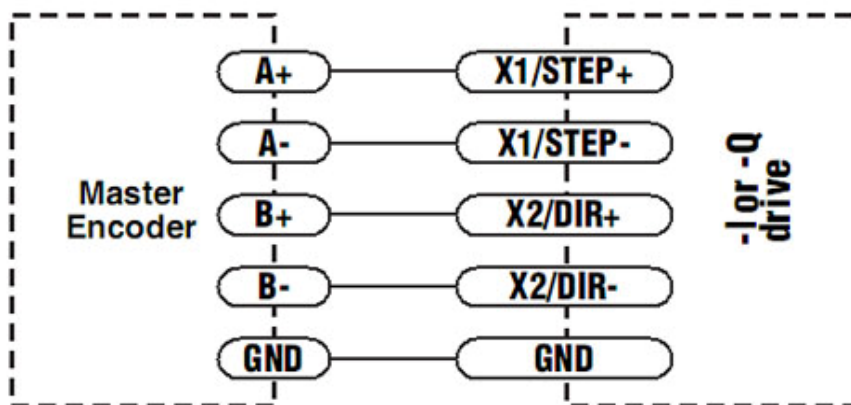 A+ X1/STEP+
A- X1/STEP-
Master
Encoder
B+ X2/DIR+
B- X2/DIR-
GND GND
-I or -Q
drive